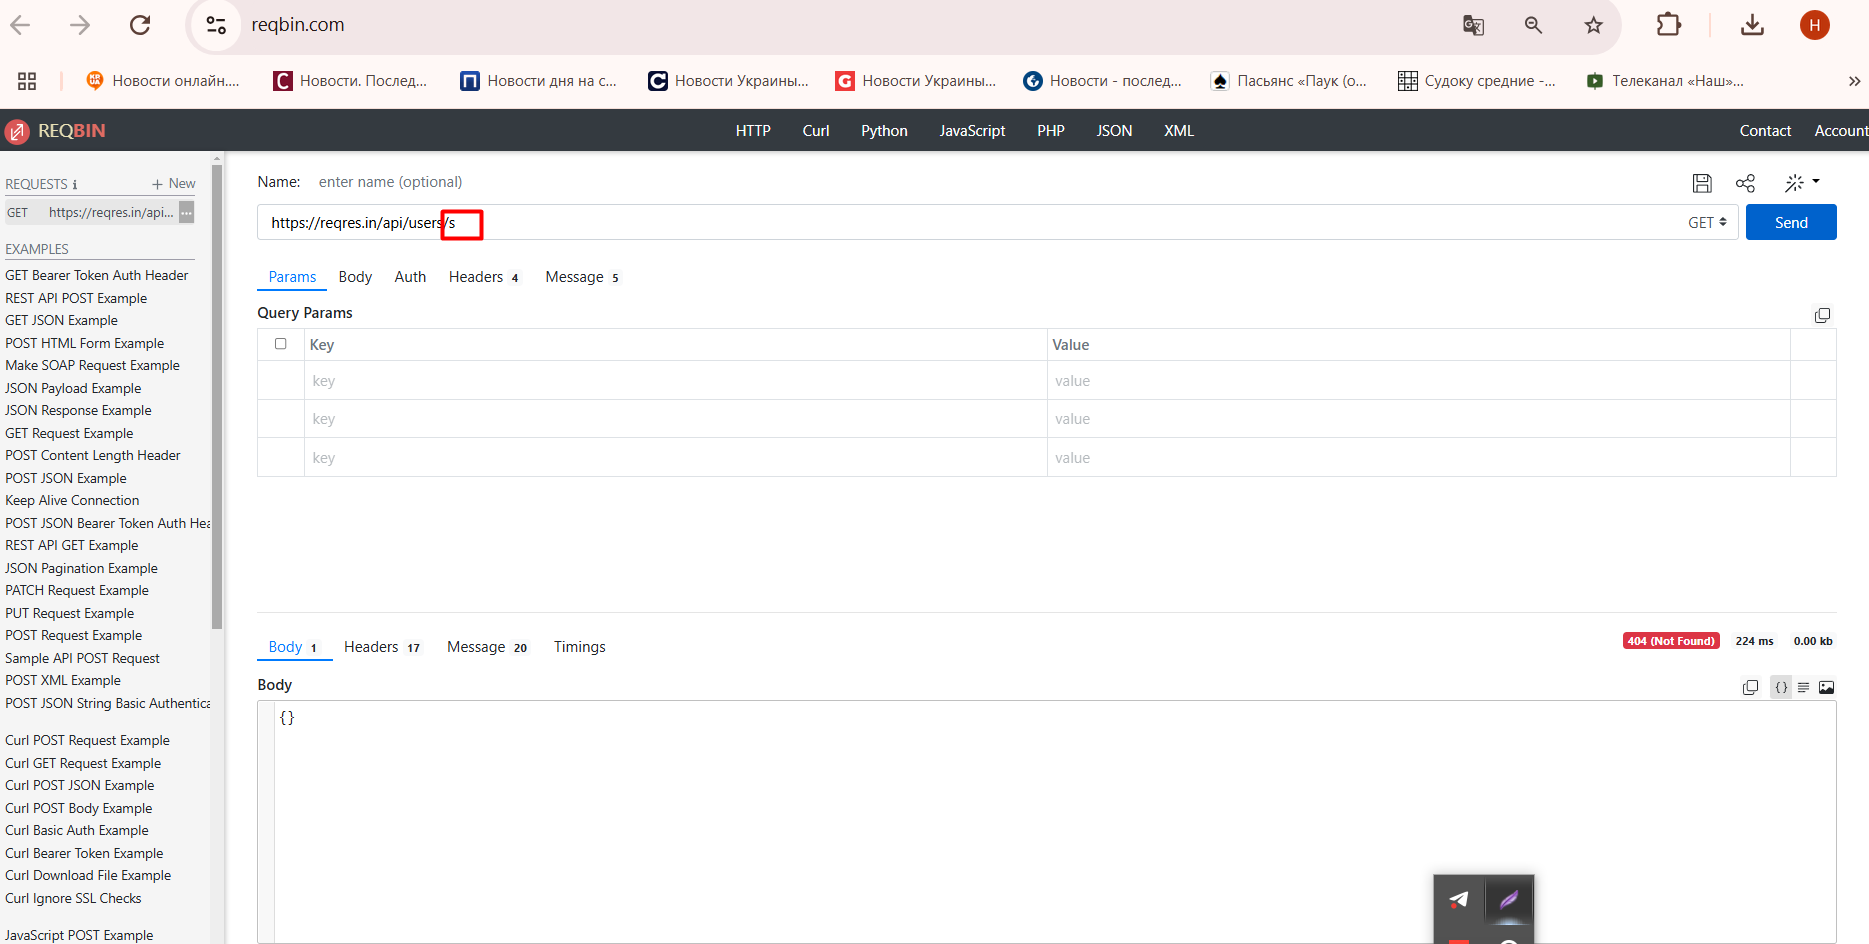 reqbin.com
Новости онлайн....
Новости. Послед...
Новости дня на с...
Новости Украины...
Новости Украины...
Новости - послед...
Пасьянс «Паук (о...
Судоку средние -...
Телеканал «Наш»...
H
REQBIN
HTTP
Curl
Python
JavaScript
PHP
JSON
XML
Contact
Account
REQUESTS
+ New
GET https://reqres.in/api...
EXAMPLES
GET Bearer Token Auth Header
REST API POST Example
GET JSON Example
POST HTML Form Example
Make SOAP Request Example
JSON Payload Example
JSON Response Example
GET Request Example
POST Content Length Header
POST JSON Example
Keep Alive Connection
POST JSON Bearer Token Auth Hea
REST API GET Example
JSON Pagination Example
PATCH Request Example
PUT Request Example
POST Request Example
Sample API POST Request
POST XML Example
POST JSON String Basic Authentica
Curl POST Request Example
Curl GET Request Example
Curl POST JSON Example
Curl POST Body Example
Curl Basic Auth Example
Curl Bearer Token Example
Curl Download File Example
Curl Ignore SSL Checks
JavaScript POST Example
Name: enter name (optional)
https://reqres.in/api/users/s
GET
Send
Params
Body
Auth
Headers 4
Message 5
Query Params
Key Value
key value
key value
key value
Body 1
Headers 17
Message 20
Timings
404 (Not Found) 224 ms 0.00 kb
Body
{}
{}